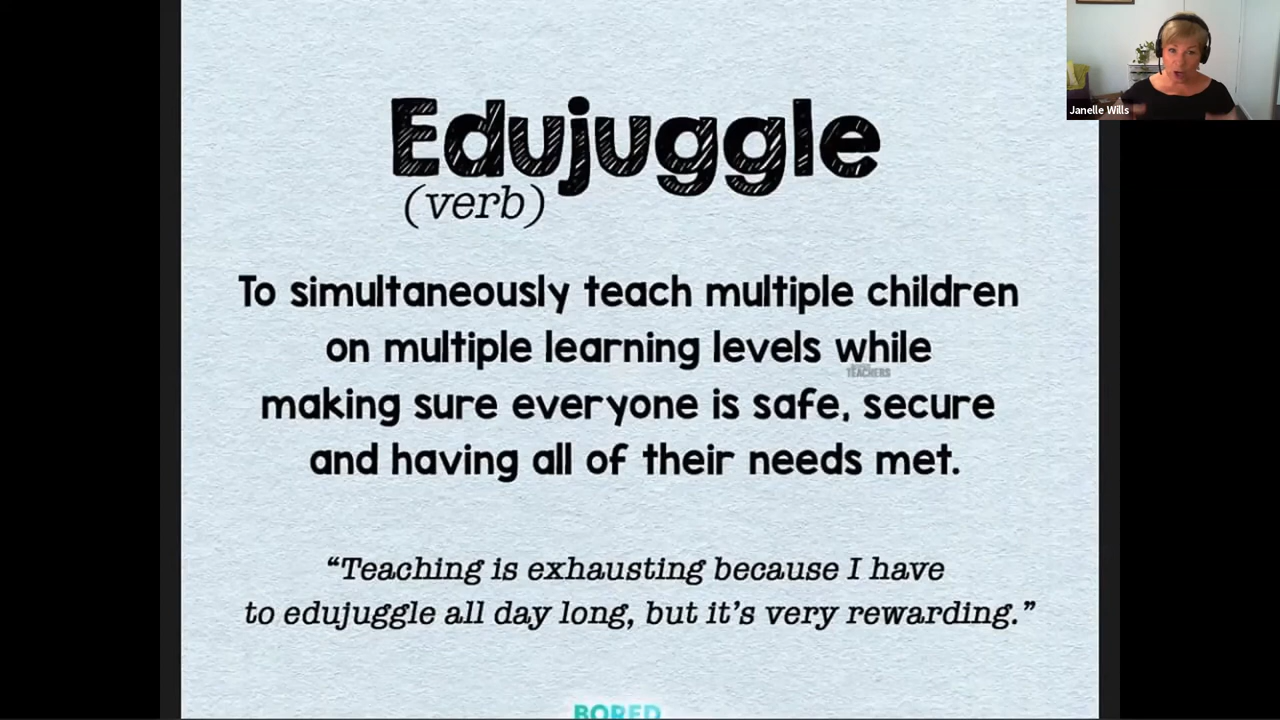 Edujuggle
(verb)
To simultaneously teach multiple children
on multiple learning levels while
TEACHERS
making sure everyone is safe, secure
and having all of their needs met.
“Teaching is exhausting because I have
to edujuggle all day long, but it’s very rewarding.”
BORED
Janelle Wills